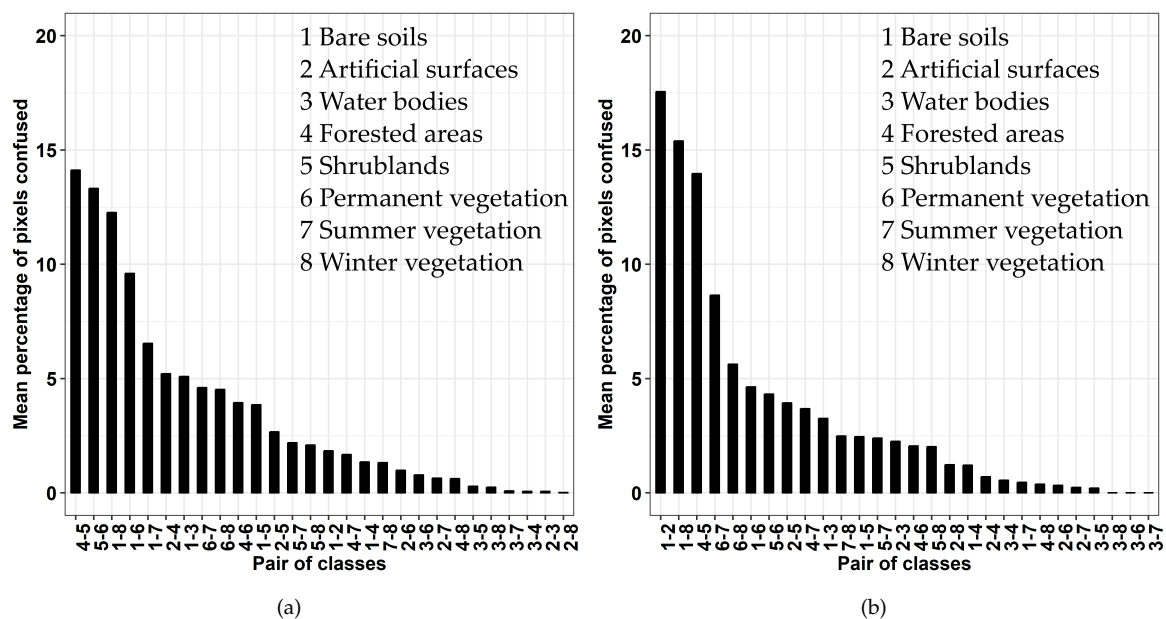 Mean percentage of pixels confused
20
15
10
5
0
1 Bare soils
2 Artificial surfaces
3 Water bodies
4 Forested areas
5 Shrublands
6 Permanent vegetation
7 Summer vegetation
8 Winter vegetation
4-5 5-6 1-8 1-6 1-7 2-4 1-3 6-7 6-8 4-6 1-5 2-5 5-7 5-8 1-2 4-7 1-4 7-8 2-6 3-6 2-7 4-8 3-5 3-8 3-7 3-4 2-3 2-8
Pair of classes
(a)
Mean percentage of pixels confused
20
15
10
5
0
1 Bare soils
2 Artificial surfaces
3 Water bodies
4 Forested areas
5 Shrublands
6 Permanent vegetation
7 Summer vegetation
8 Winter vegetation
1-2 1-8 4-5 6-7 6-8 1-6 5-6 2-5 4-7 1-3 7-8 1-5 5-7 2-3 4-6 5-8 2-8 1-4 2-4 3-4 1-7 4-8 2-6 2-7 3-5 3-8 3-6 3-7
Pair of classes
(b)